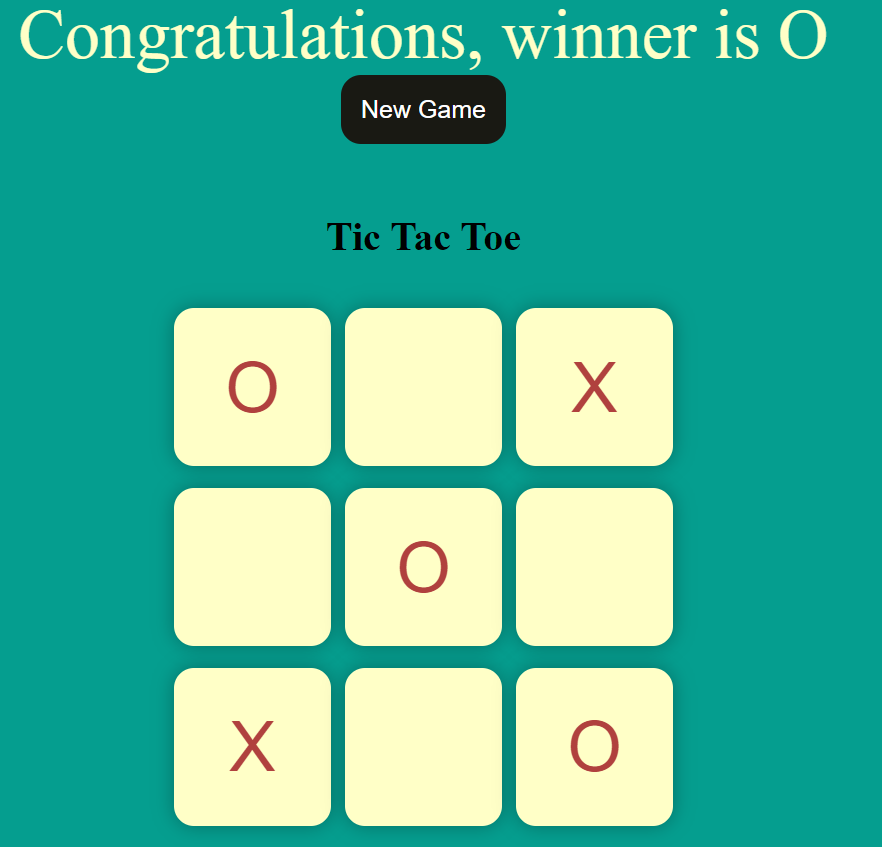 Congratulations, winner is O
New Game
Tic Tac Toe
O X
O
X O